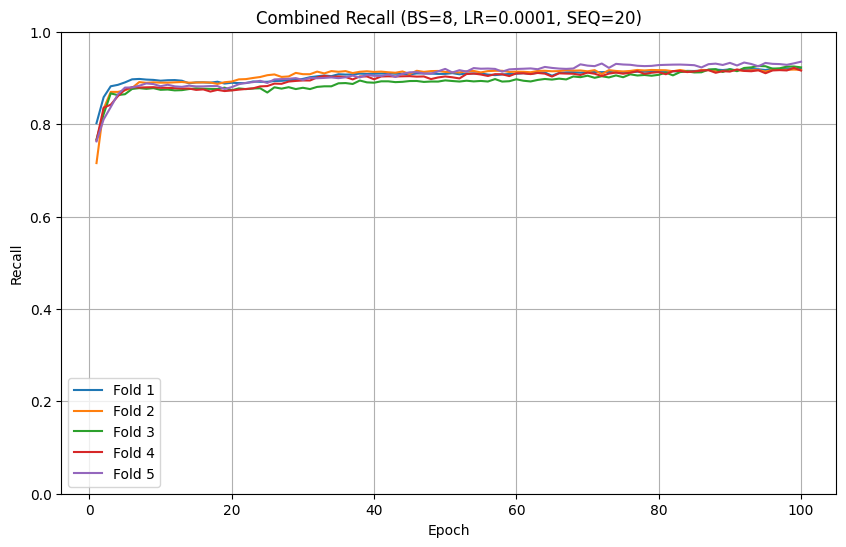 Combined Recall (BS=8, LR=0.0001, SEQ=20)
1.0
0.8
0.6
0.4
0.2
0.0
Recall
Fold 1
Fold 2
Fold 3
Fold 4
Fold 5
0 20 40 60 80 100
Epoch